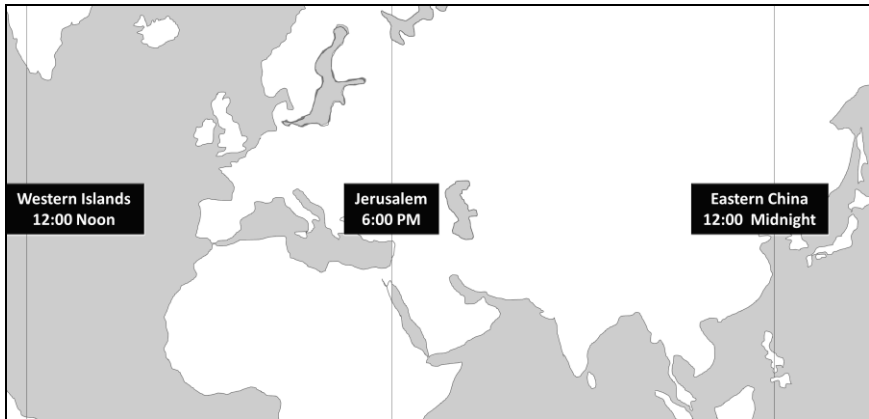 Western Islands
12:00 Noon
Jerusalem
6:00 PM
Eastern China
12:00 Midnight